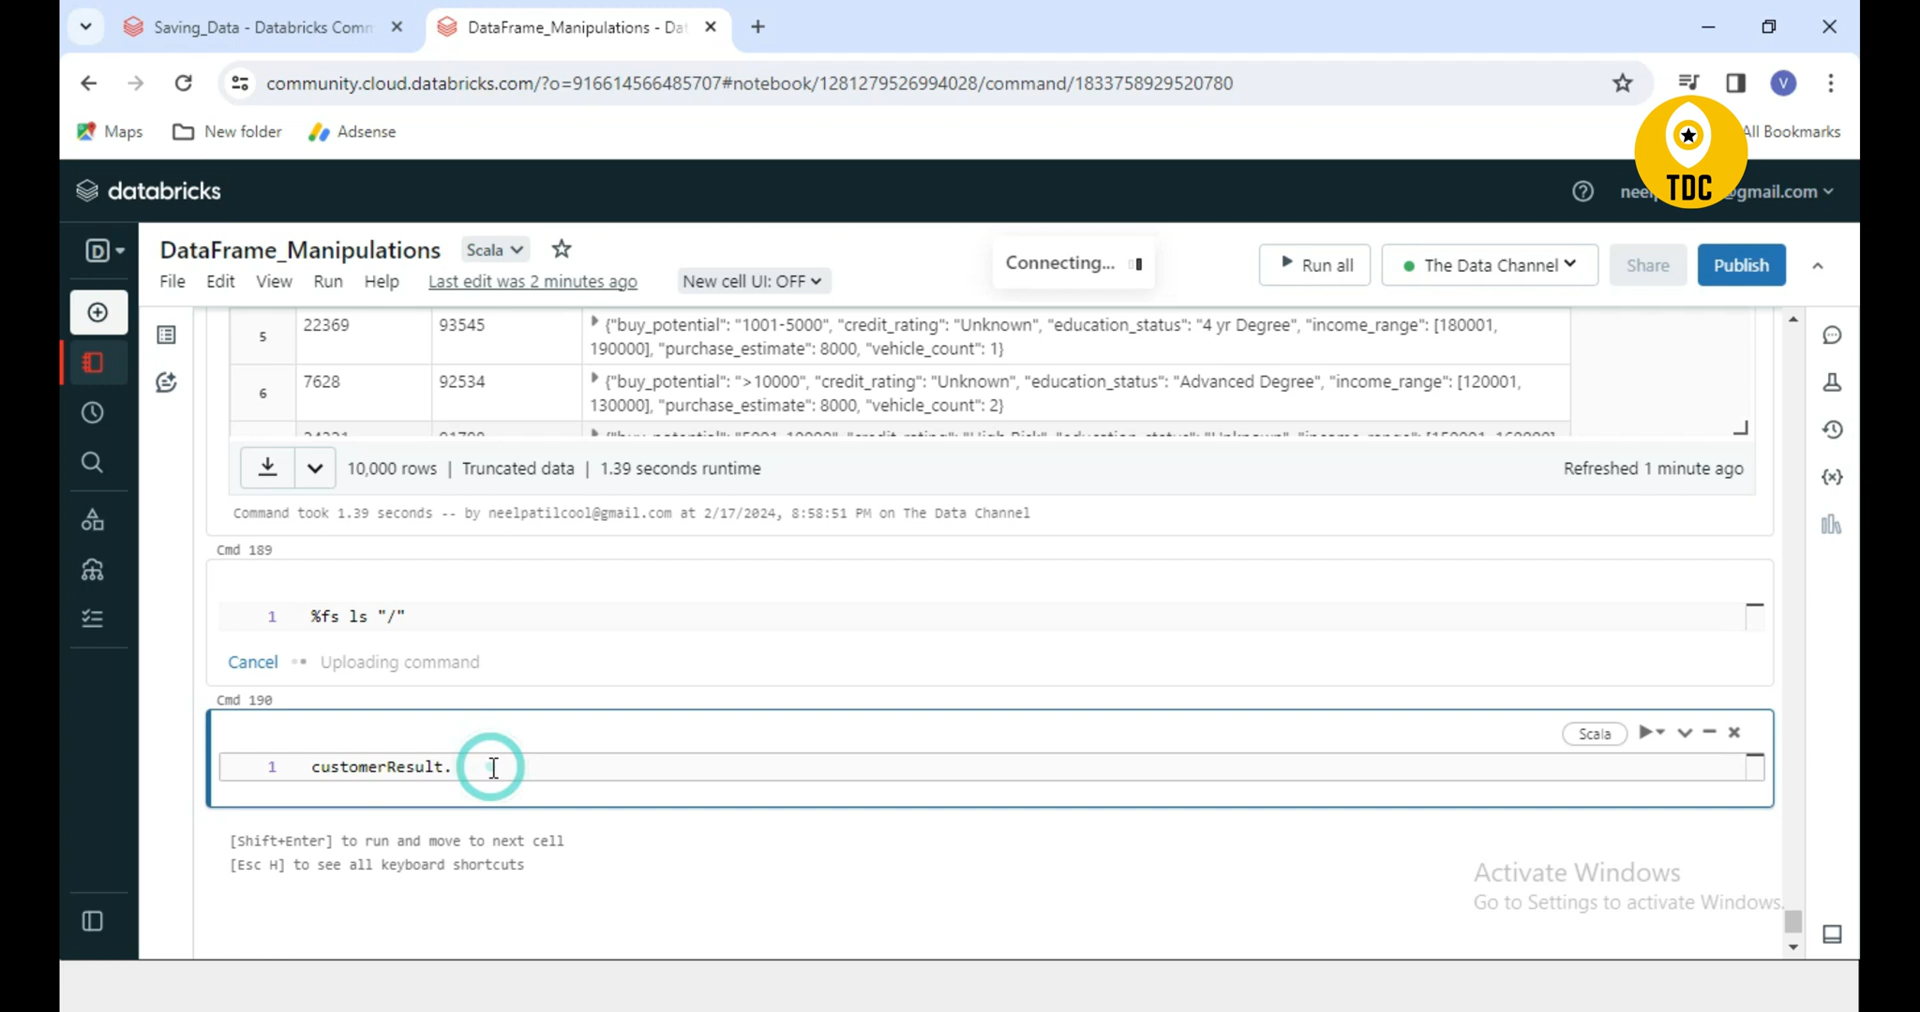 Saving_Data - Databricks Comm
DataFrame_Manipulations - Dat
community.cloud.databricks.com/?o=916614566485707#notebook/1281279526994028/command/1833758929520780
V
Maps
New folder
Adsense
All Bookmarks
TDC
databricks
@gmail.com
DataFrame_Manipulations
Scala
Connecting...
Run all
The Data Channel
Share
Publish
File
Edit
View
Run
Help
Last edit was 2 minutes ago
New cell UI: OFF
5 22369 93545 {"buy_potential": "1001-5000", "credit_rating": "Unknown", "education_status": "4 yr Degree", "income_range": [180001,
190000], "purchase_estimate": 8000, "vehicle_count": 1}
6 7628 92534 {"buy_potential": ">10000", "credit_rating": "Unknown", "education_status": "Advanced Degree", "income_range": [120001,
130000], "purchase_estimate": 8000, "vehicle_count": 2}
10,000 rows | Truncated data | 1.39 seconds runtime
Refreshed 1 minute ago
Command took 1.39 seconds -- by neelpatilcool@gmail.com at 2/17/2024, 8:58:51 PM on The Data Channel
Cmd 189
1 %fs ls "/"
Cancel
Uploading command
Cmd 190
Scala
1 customerResult.
[Shift+Enter] to run and move to next cell
[Esc H] to see all keyboard shortcuts
Activate Windows
Go to Settings to activate Windows.